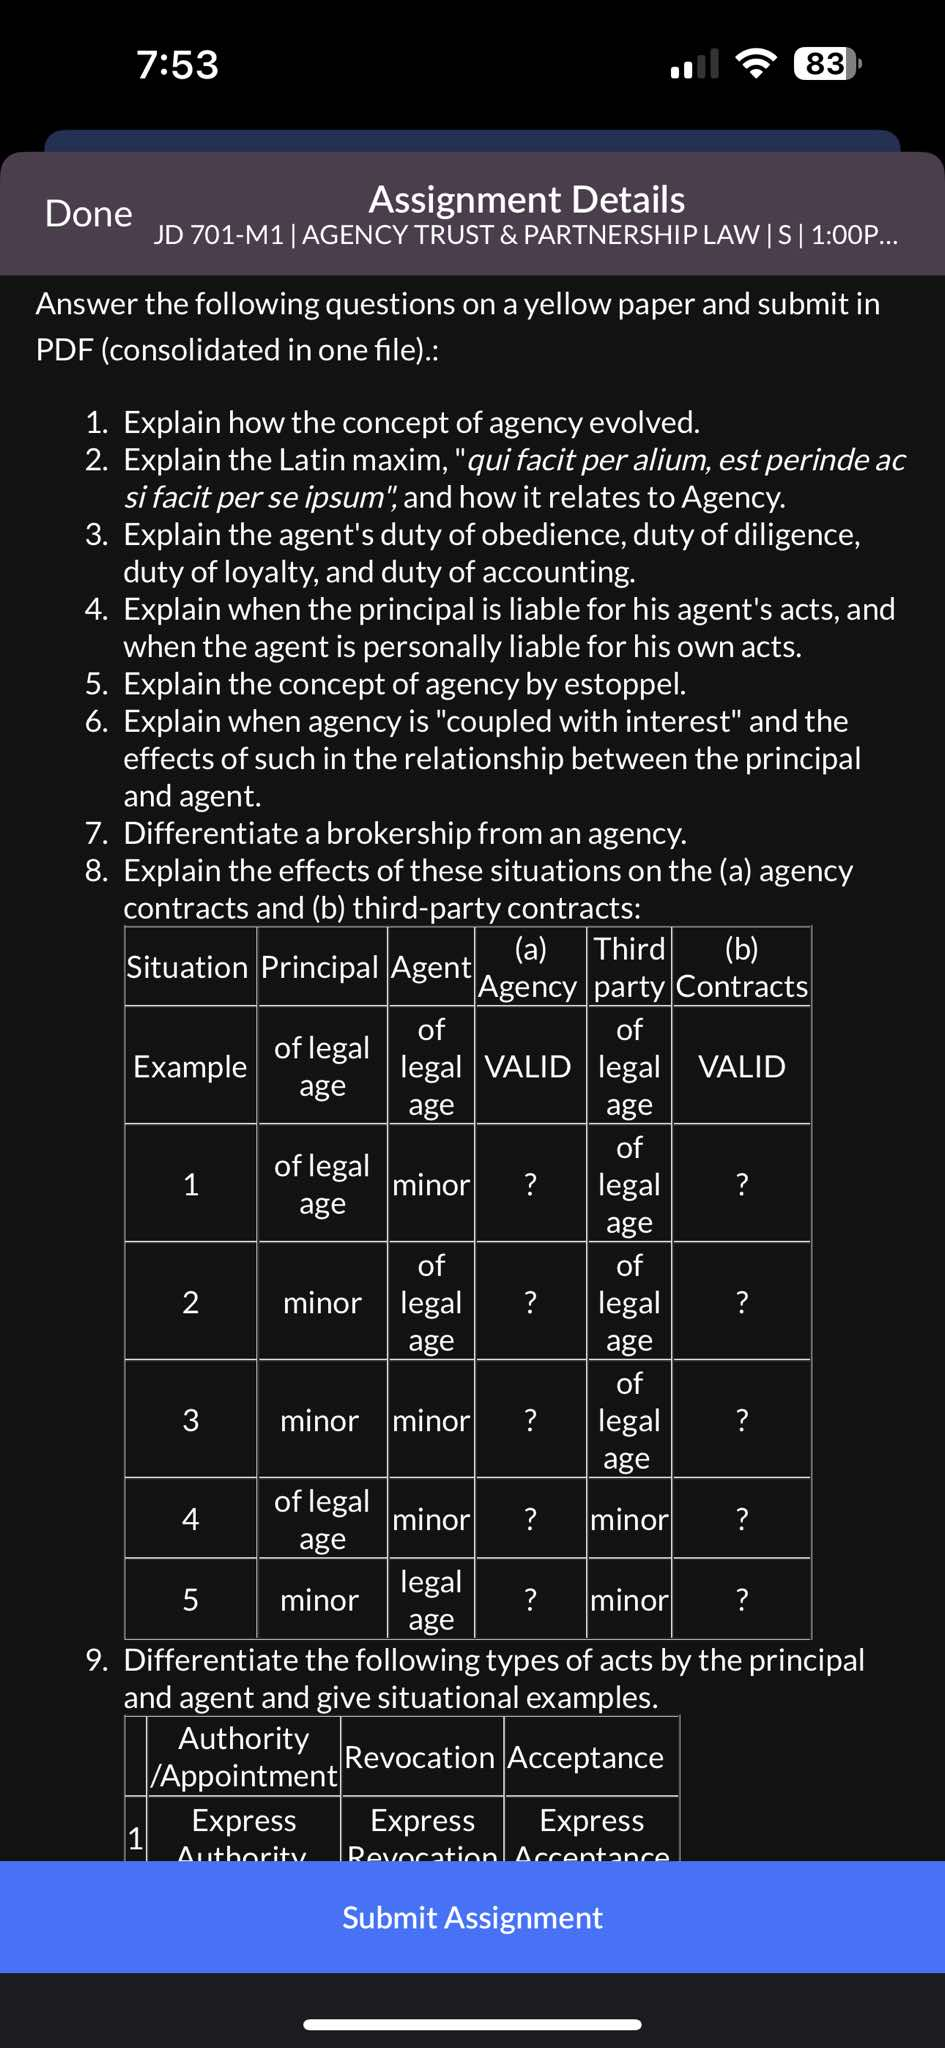 7:53
83
Done
Assignment Details
JD 701-M1 | AGENCY TRUST & PARTNERSHIP LAW | S | 1:00P...
Answer the following questions on a yellow paper and submit in
PDF (consolidated in one file).:
1. Explain how the concept of agency evolved.
2. Explain the Latin maxim, "qui facit per alium, est perinde ac
si facit per se ipsum", and how it relates to Agency.
3. Explain the agent's duty of obedience, duty of diligence,
duty of loyalty, and duty of accounting.
4. Explain when the principal is liable for his agent's acts, and
when the agent is personally liable for his own acts.
5. Explain the concept of agency by estoppel.
6. Explain when agency is "coupled with interest" and the
effects of such in the relationship between the principal
and agent.
7. Differentiate a brokership from an agency.
8. Explain the effects of these situations on the (a) agency
contracts and (b) third-party contracts:
Situation Principal Agent (a) Agency Third party (b) Contracts
Example of legal age of legal age VALID of legal age VALID
1 of legal age minor ? of legal age ?
2 minor of legal age ? of legal age ?
3 minor minor ? of legal age ?
4 of legal age minor ? minor ?
5 minor legal age ? minor ?
9. Differentiate the following types of acts by the principal
and agent and give situational examples.
Authority /Appointment Revocation Acceptance
1 Express Authority Express Revocation Express Acceptance
Submit Assignment